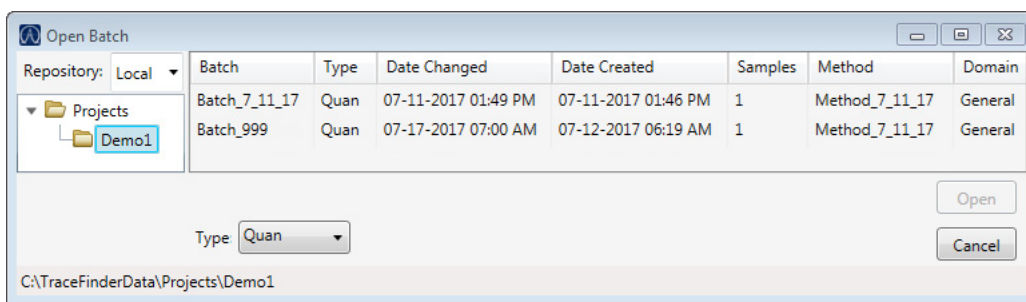 Open Batch
Repository: Local
Projects
Demo1
Batch Type Date Changed Date Created Samples Method Domain
Batch_7_11_17 Quan 07-11-2017 01:49 PM 07-11-2017 01:46 PM 1 Method_7_11_17 General
Batch_999 Quan 07-17-2017 07:00 AM 07-12-2017 06:19 AM 1 Method_7_11_17 General
Open
Type: Quan
Cancel
C:\TraceFinderData\Projects\Demo1